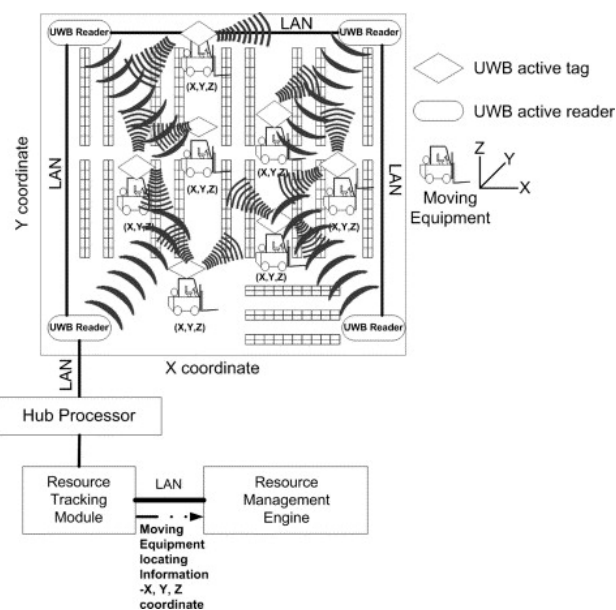 LAN
UWB Reader
UWB Reader
(X,Y,Z)
UWB active tag
UWB active reader
(X,Y,Z)
(X,Y,Z)
Z
Y
X
Moving
Equipment
LAN
LAN
Y coordinate
(X,Y,Z)
(X,Y,Z)
(X,Y,Z)
(X,Y,Z)
UWB Reader
UWB Reader
X coordinate
LAN
Hub Processor
Resource
Tracking
Module
LAN
Resource
Management
Engine
Moving
Equipment
locating
Information
-X, Y, Z
coordinate